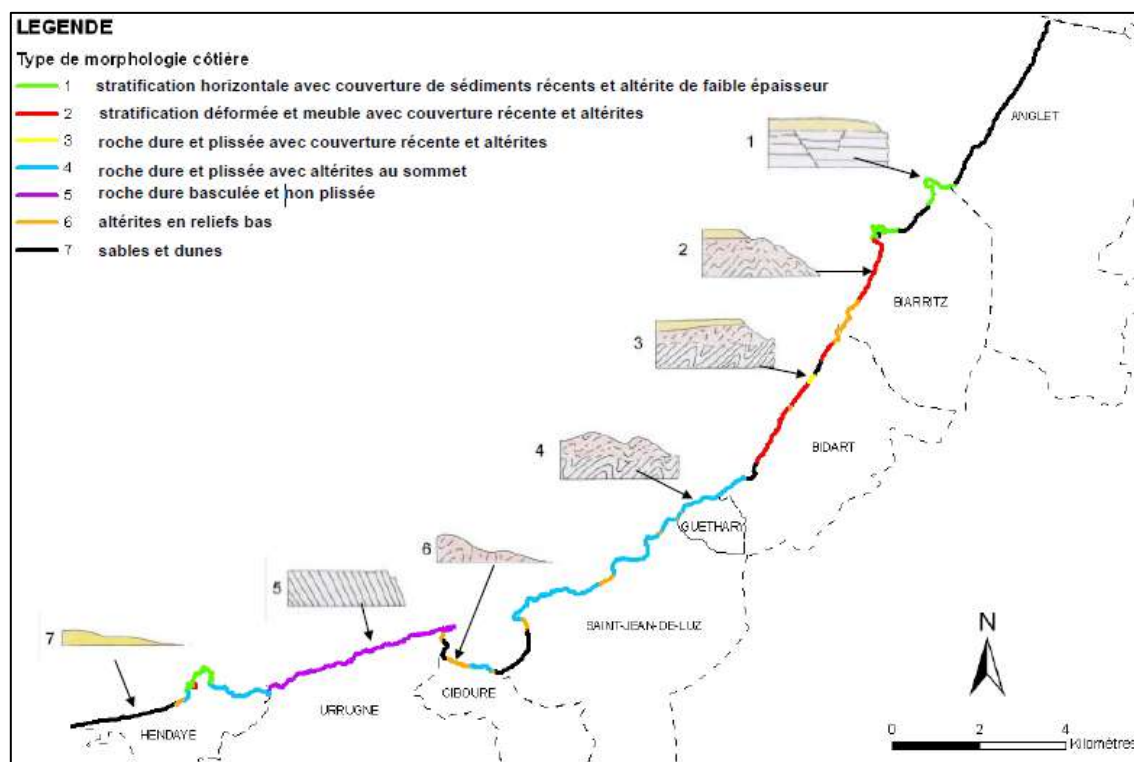 LEGENDE
Type de morphologie côtière
1 stratification horizontale avec couverture de sédiments récents et altérite de faible épaisseur
2 stratification déformée et meuble avec couverture récente et altérites
3 roche dure et plissée avec couverture récente et altérites
4 roche dure et plissée avec altérites au sommet
5 roche dure basculée et non plissée
6 altérites en reliefs bas
7 sables et dunes
ANGLET
1
2
BIARRITZ
3
BIDART
4
GUETHARY
6
5
SAINT-JEAN-DE-LUZ
7
CIBOURE
URRUGNE
HENDAYE
N
0 2 4
Kilomètres